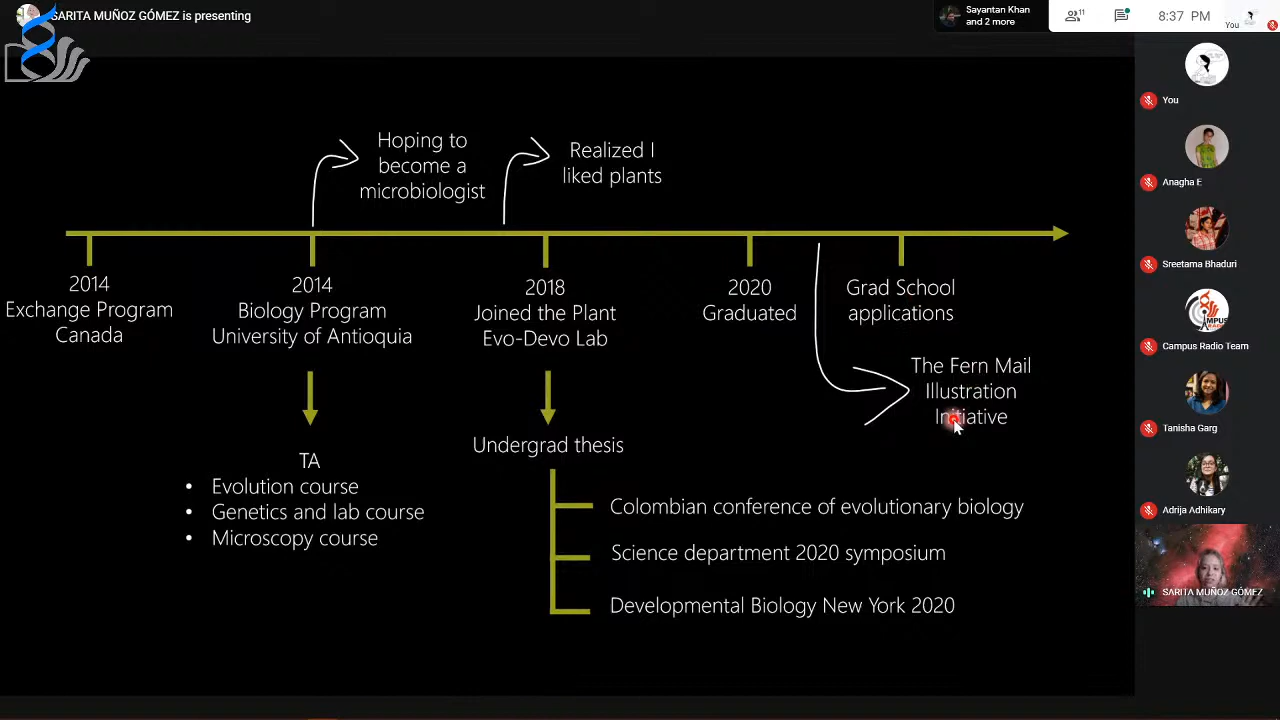 SARITA MUÑOZ GÓMEZ is presenting
Sayantan Khan
and 2 more
11
8:37 PM
You
Hoping to
become a
microbiologist
Realized I
liked plants
2014
Exchange Program
Canada
2014
Biology Program
University of Antioquia
2018
Joined the Plant
Evo-Devo Lab
2020
Graduated
Grad School
applications
The Fern Mail
Illustration
Initiative
TA
• Evolution course
• Genetics and lab course
• Microscopy course
Undergrad thesis
Colombian conference of evolutionary biology
Science department 2020 symposium
Developmental Biology New York 2020
You
Anagha E
Sreetama Bhaduri
Campus Radio Team
Tanisha Garg
Adrija Adhikary
SARITA MUÑOZ GÓMEZ